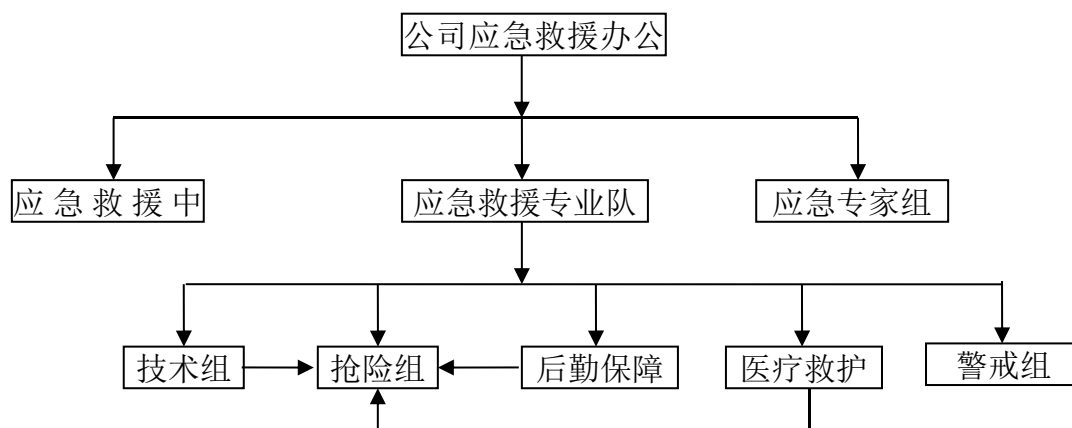 公司应急救援办公
应急救援中
应急救援专业队
应急专家组
技术组
抢险组
后勤保障
医疗救护
警戒组